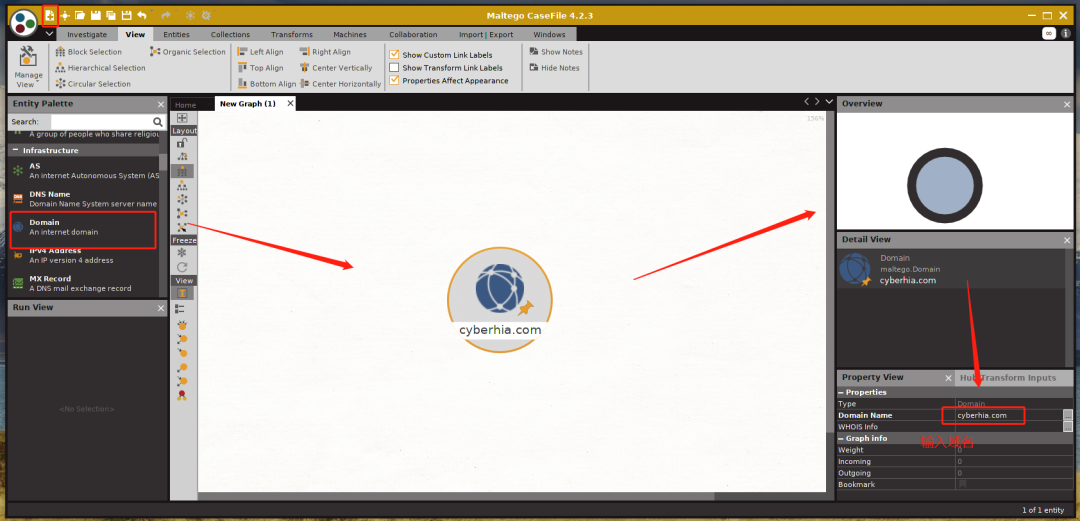 Maltego CaseFile 4.2.3
Investigate View Entities Collections Transforms Machines Collaboration Import | Export Windows
Manage View
Block Selection
Hierarchical Selection
Circular Selection
Organic Selection
Left Align
Top Align
Bottom Align
Right Align
Center Vertically
Center Horizontally
Show Custom Link Labels
Show Transform Link Labels
Properties Affect Appearance
Show Notes
Hide Notes
Entity Palette
Search:
A group of people who share religiou
Infrastructure
AS
An internet Autonomous System (AS
DNS Name
Domain Name System server name
Domain
An internet domain
IPv4 Address
An IP version 4 address
MX Record
A DNS mail exchange record
Run View
<No Selection>
Home
New Graph (1)
Layout
Freeze
View
150%
cyberhia.com
Overview
Detail View
Domain
maltego.Domain
cyberhia.com
Property View
Hub Transform Inputs
Properties
Type Domain
Domain Name cyberhia.com
WHOIS Info
输入域名
Graph info
Weight 0
Incoming 0
Outgoing 0
Bookmark
1 of 1 entity